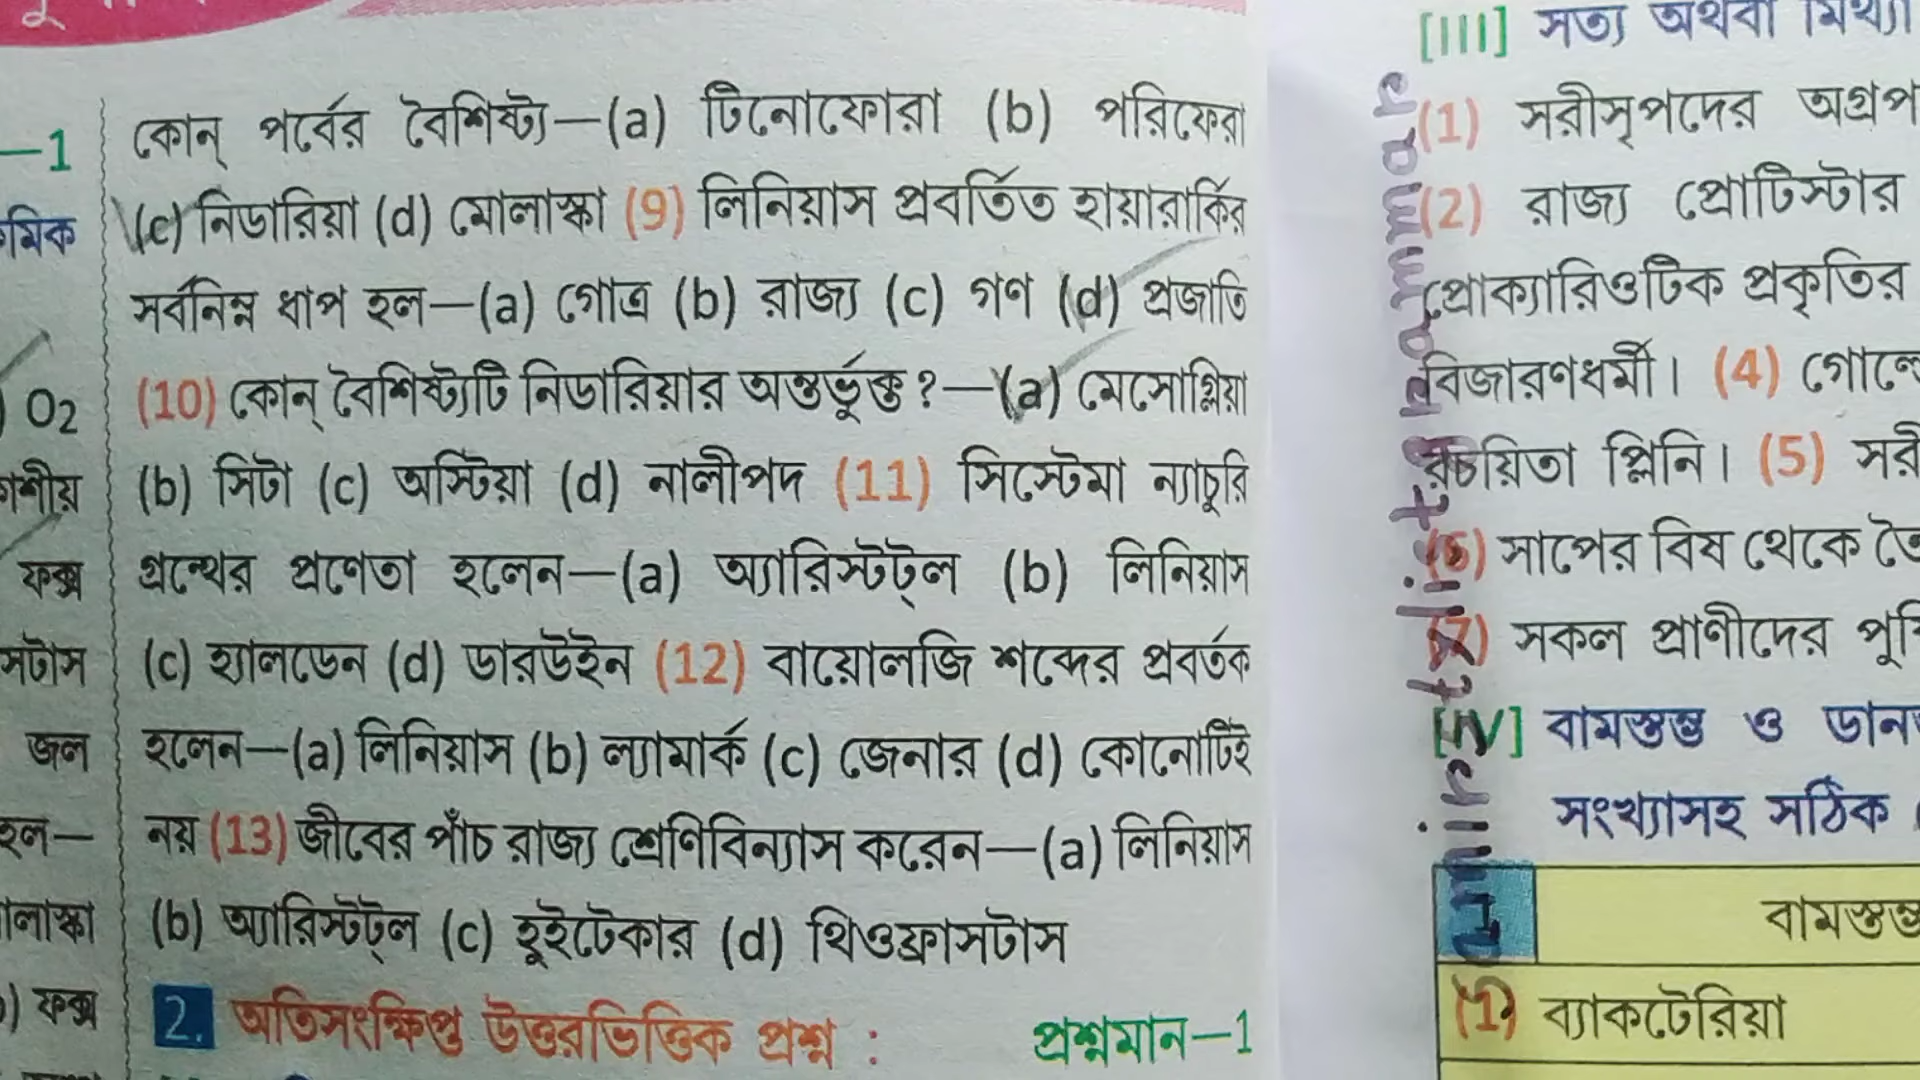 কোন্ পর্বের বৈশিষ্ট্য—(a) টিনোফোরা (b) পরিফেরা
(c) নিডারিয়া (d) মোলাস্কা (9) লিনিয়াস প্রবর্তিত হায়ারার্কির
সর্বনিম্ন ধাপ হল—(a) গোত্র (b) রাজ্য (c) গণ (d) প্রজাতি
(10) কোন্ বৈশিষ্ট্যটি নিডারিয়ার অন্তর্ভুক্ত ?—(a) মেসোগ্লিয়া
(b) সিটা (c) অস্টিয়া (d) নালীপদ (11) সিস্টেমা ন্যাচুরি
গ্রন্থের প্রণেতা হলেন—(a) অ্যারিস্টট্ল (b) লিনিয়াস
(c) হ্যালডেন (d) ডারউইন (12) বায়োলজি শব্দের প্রবর্তক
হলেন—(a) লিনিয়াস (b) ল্যামার্ক (c) জেনার (d) কোনোটিই
নয় (13) জীবের পাঁচ রাজ্য শ্রেণিবিন্যাস করেন—(a) লিনিয়াস
(b) অ্যারিস্টট্ল (c) হুইটেকার (d) থিওফ্রাসটাস
2. অতিসংক্ষিপ্ত উত্তরভিত্তিক প্রশ্ন : প্রশ্নমান—1
—1
O2
ফক্স
জল
হল—
ফক্স
[III] সত্য অথবা মিথ্যা
(1) সরীসৃপদের
(2) রাজ্য প্রোটিস্টার
প্রোক্যারিওটিক প্রকৃতির
বিজারণধর্মী। (4)
রচয়িতা প্লিনি। (5)
(6) সাপের বিষ থেকে
(7) সকল প্রাণীদের
[IV] বামস্তম্ভ ও
সংখ্যাসহ সঠিক
বামস্তম্ভ
(1) ব্যাকটেরিয়া